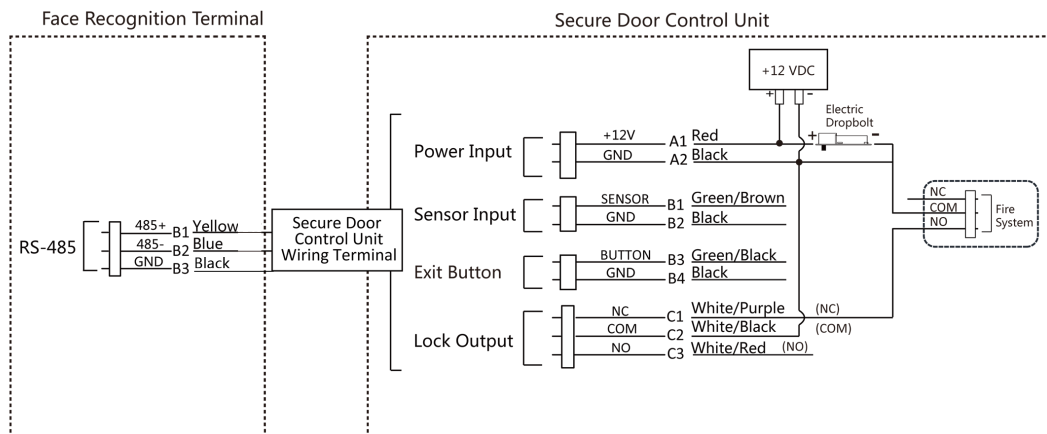 Face Recognition Terminal
Secure Door Control Unit
+12 VDC
+ -
Electric
Dropbolt
+ -
Power Input
+12V A1 Red
GND A2 Black
Sensor Input
SENSOR B1 Green/Brown
GND B2 Black
NC
COM
NO
Fire
System
RS-485
485+ B1 Yellow
485- B2 Blue
GND B3 Black
Secure Door
Control Unit
Wiring Terminal
Exit Button
BUTTON B3 Green/Black
GND B4 Black
Lock Output
NC C1 White/Purple (NC)
COM C2 White/Black (COM)
NO C3 White/Red (NO)